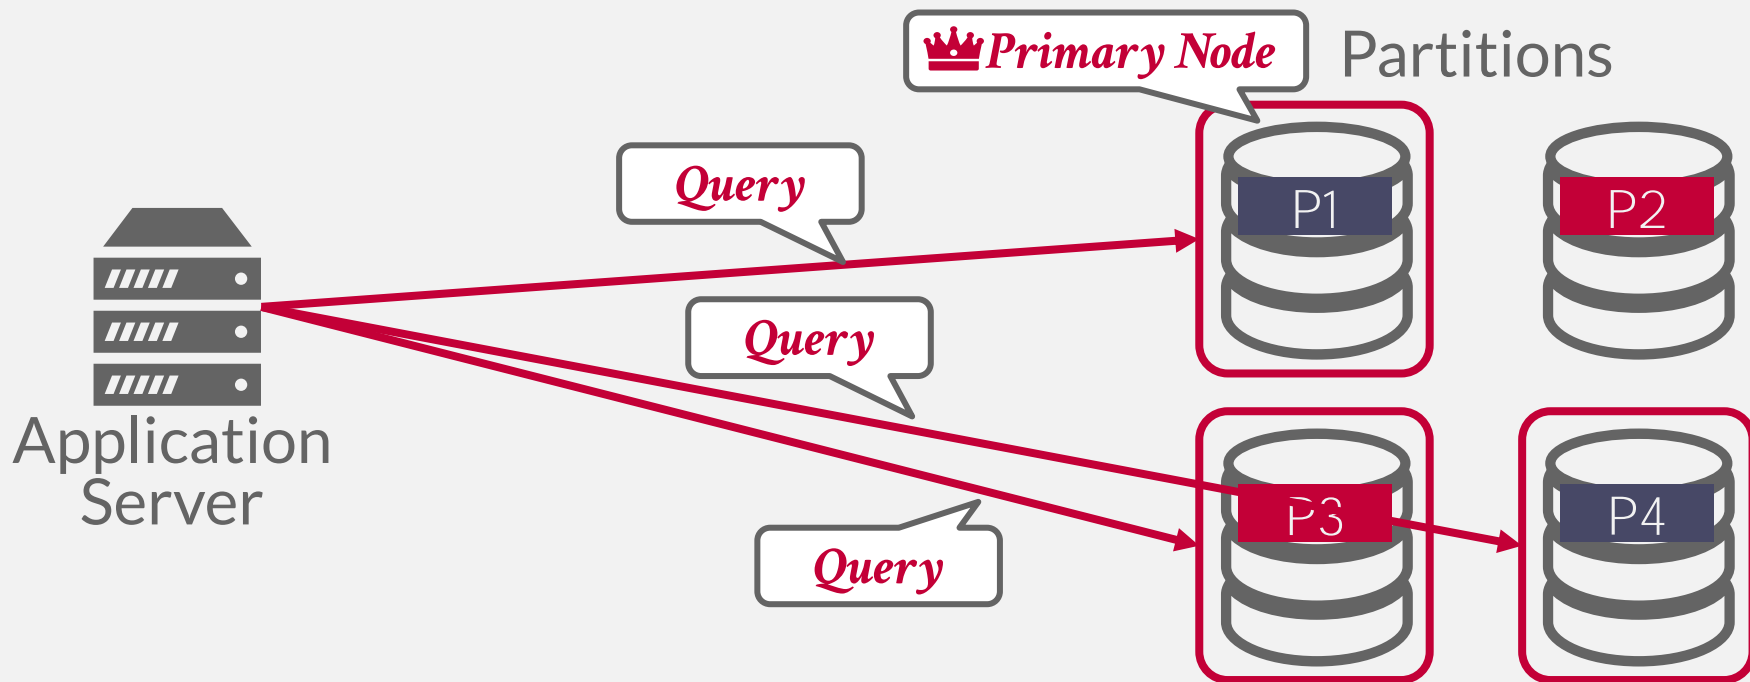 Primary Node
Partitions
Query
P1
P2
Query
Application
Server
P3
P4
Query